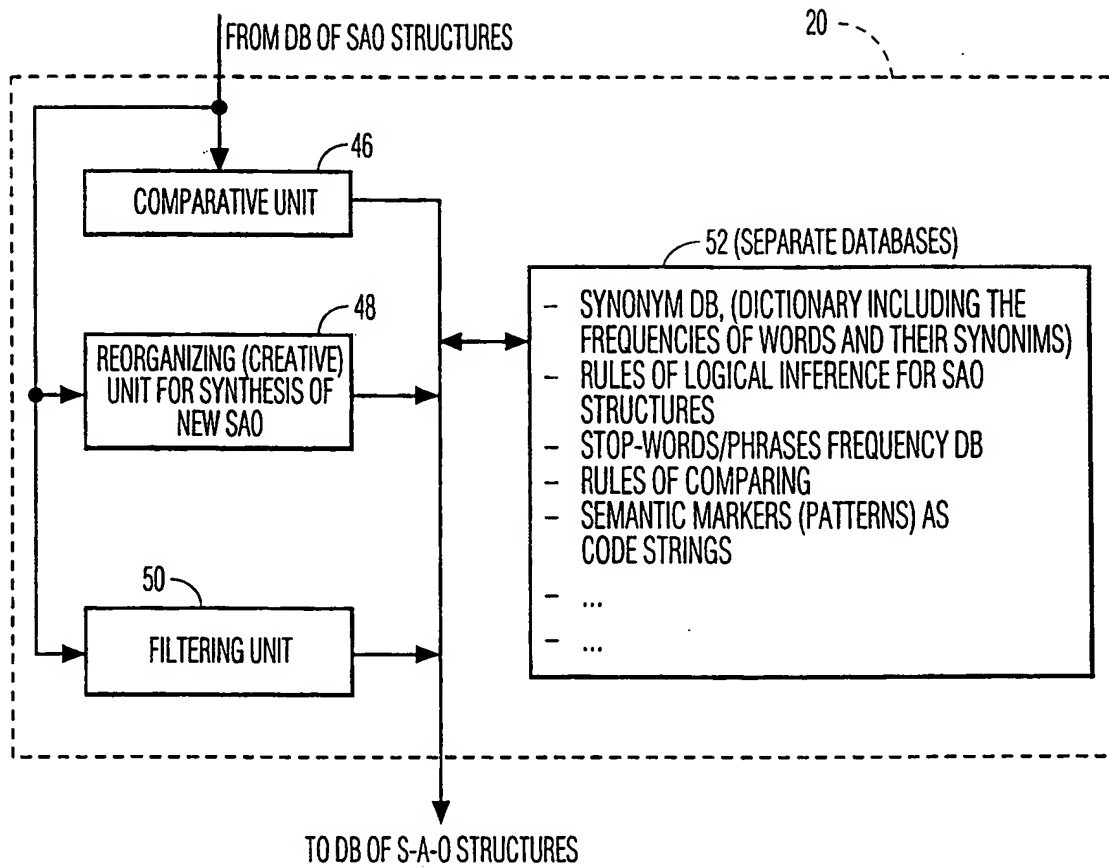 FROM DB OF SAO STRUCTURES
20
46
COMPARATIVE UNIT
48
REORGANIZING (CREATIVE)
UNIT FOR SYNTHESIS OF
NEW SAO
50
FILTERING UNIT
52 (SEPARATE DATABASES)
- SYNONYM DB, (DICTIONARY INCLUDING THE
FREQUENCIES OF WORDS AND THEIR SYNONIMS)
- RULES OF LOGICAL INFERENCE FOR SAO
STRUCTURES
- STOP-WORDS/PHRASES FREQUENCY DB
- RULES OF COMPARING
- SEMANTIC MARKERS (PATTERNS) AS
CODE STRINGS
- ...
- ...
TO DB OF S-A-O STRUCTURES